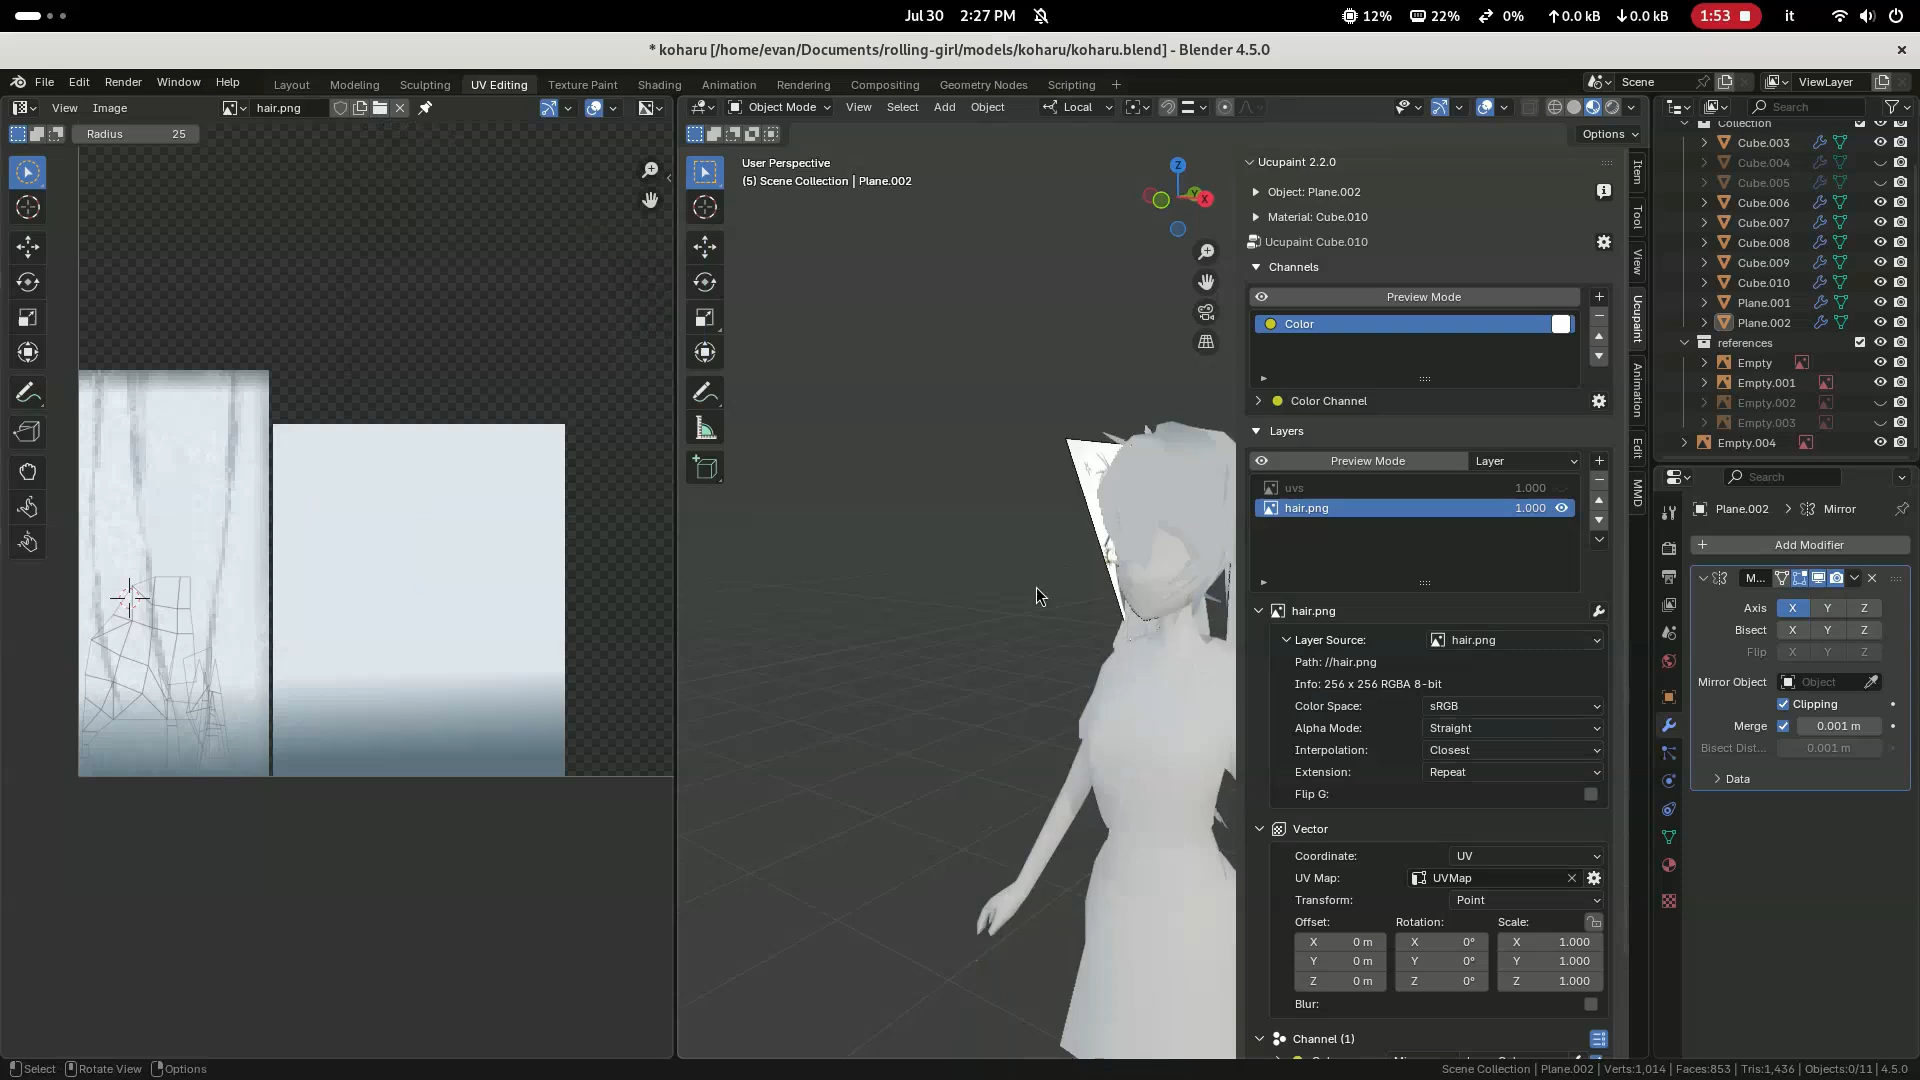 Jul 30 2:27 PM
12% 22% 0% 0.0 kB 0.0 kB 1:53 it
* koharu [/home/evan/Documents/rolling-girl/models/koharu/koharu.blend] - Blender 4.5.0
File Edit Render Window Help Layout Modeling Sculpting UV Editing Texture Paint Shading Animation Rendering Compositing Geometry Nodes Scripting Scene ViewLayer
View Image hair.png
Radius 25
Object Mode View Select Add Object Local
Options
User Perspective
(5) Scene Collection | Plane.002
Z
Y
X
Ucupaint 2.2.0
Object: Plane.002
Material: Cube.010
Ucupaint Cube.010
Channels
Preview Mode
Color
Color Channel
Layers
Preview Mode Layer
uvs 1.000
hair.png 1.000
hair.png
Layer Source: hair.png
Path: //hair.png
Info: 256 x 256 RGBA 8-bit
Color Space: sRGB
Alpha Mode: Straight
Interpolation: Closest
Extension: Repeat
Flip G:
Vector
Coordinate: UV
UV Map: UVMap
Transform: Point
Offset: Rotation: Scale:
X 0 m X 0° X 1.000
Y 0 m Y 0° Y 1.000
Z 0 m Z 0° Z 1.000
Blur:
Channel (1)
Item
Tool
View
Ucupaint
Animation
Edit
MMD
Search
Collection
Cube.003
Cube.004
Cube.005
Cube.006
Cube.007
Cube.008
Cube.009
Cube.010
Plane.001
Plane.002
references
Empty
Empty.001
Empty.002
Empty.003
Empty.004
Search
Plane.002 Mirror
Add Modifier
M...
Axis X Y Z
Bisect X Y Z
Flip X Y Z
Mirror Object Object
Clipping
Merge 0.001 m
Bisect Dist... 0.001 m
Data
Select Rotate View Options
Scene Collection | Plane.002 | Verts:1,014 | Faces:853 | Tris:1,436 | Objects:0/11 | 4.5.0